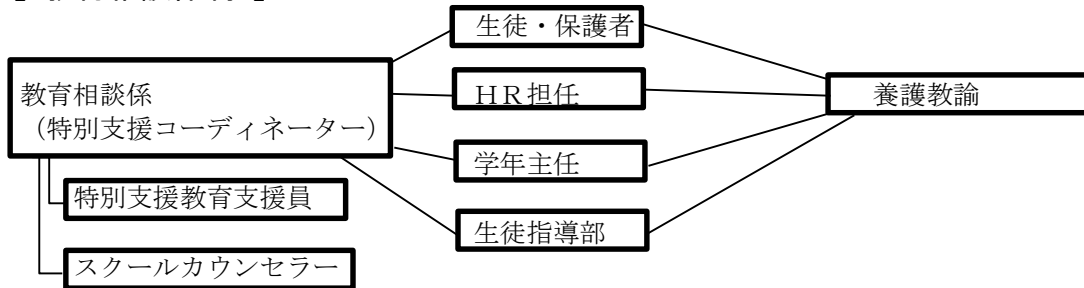 生徒・保護者
教育相談係
(特別支援コーディネーター)
HR担任
養護教諭
学年主任
特別支援教育支援員
生徒指導部
スクールカウンセラー